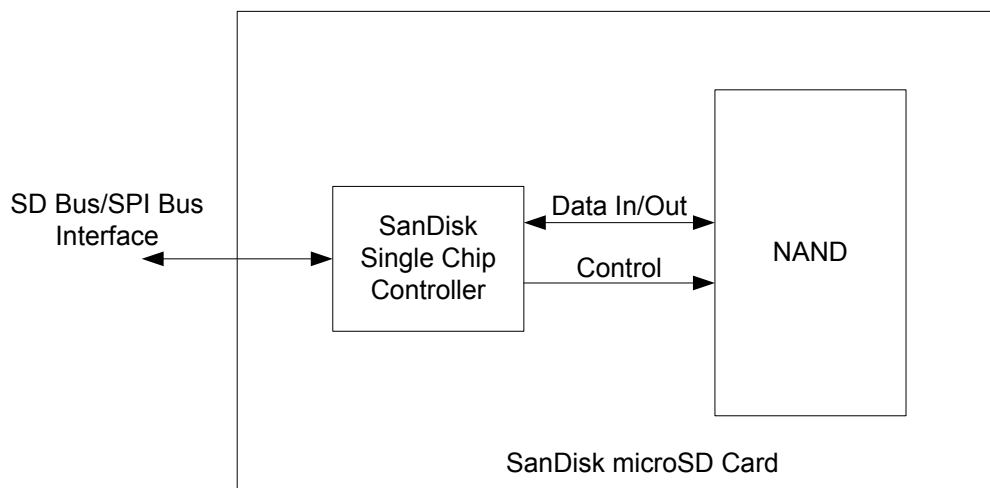 SD Bus/SPI Bus
Interface
SanDisk
Single Chip
Controller
Data In/Out
Control
NAND
SanDisk microSD Card